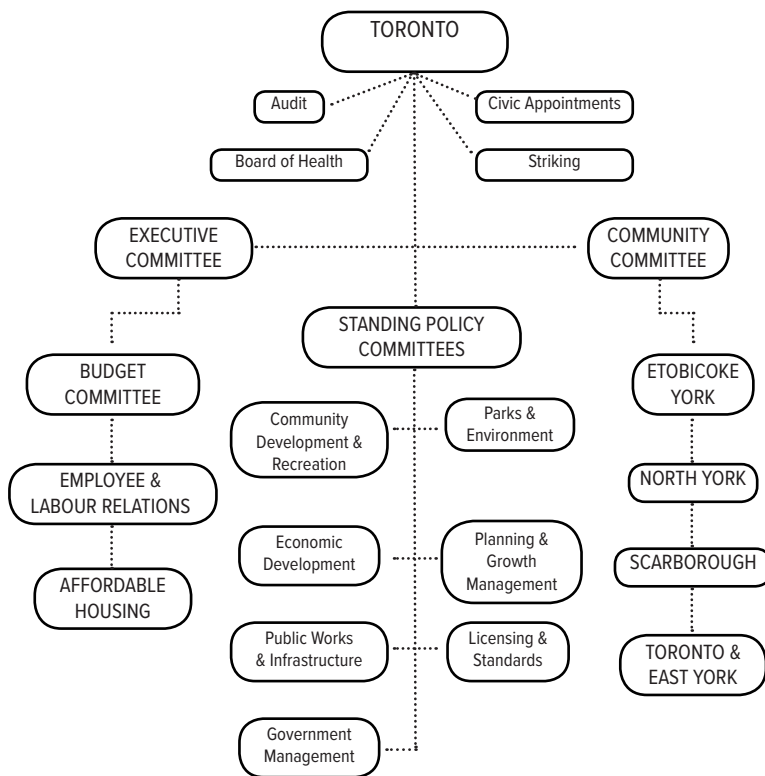 TORONTO
Audit
Civic Appointments
Board of Health
Striking
EXECUTIVE
COMMITTEE
COMMUNITY
COMMITTEE
STANDING POLICY
COMMITTEES
BUDGET
COMMITTEE
ETOBICOKE
YORK
Community
Development &
Recreation
Parks &
Environment
EMPLOYEE &
LABOUR RELATIONS
NORTH YORK
Economic
Development
Planning &
Growth
Management
SCARBOROUGH
AFFORDABLE
HOUSING
Public Works
& Infrastructure
Licensing &
Standards
TORONTO &
EAST YORK
Government
Management